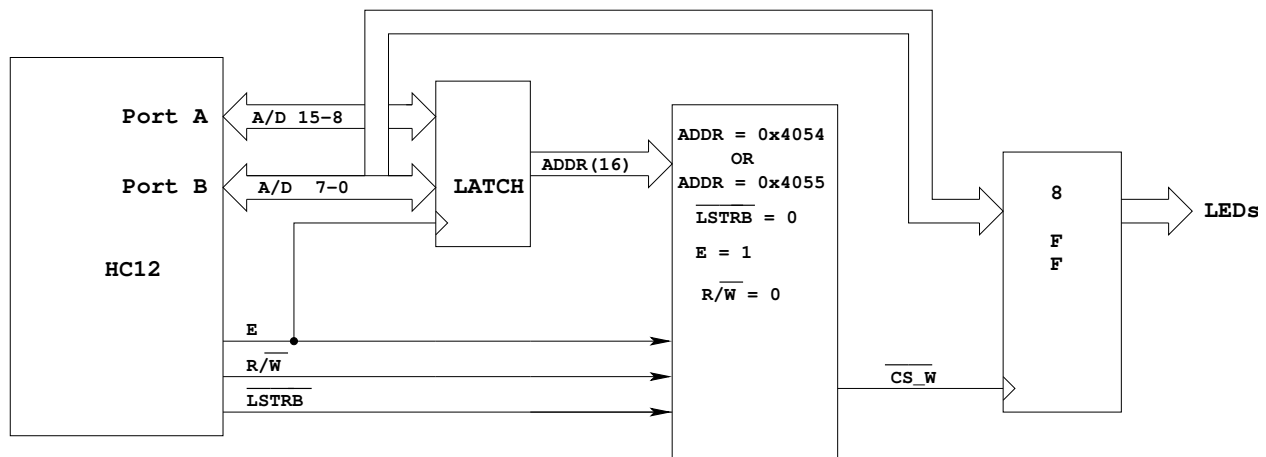 Port A
A/D 15-8
Port B
A/D 7-0
HC12
LATCH
ADDR(16)
ADDR = 0x4054
OR
ADDR = 0x4055
LSTRB = 0
E = 1
R/W = 0
8
F
F
LEDs
E
R/W
LSTRB
CS_W